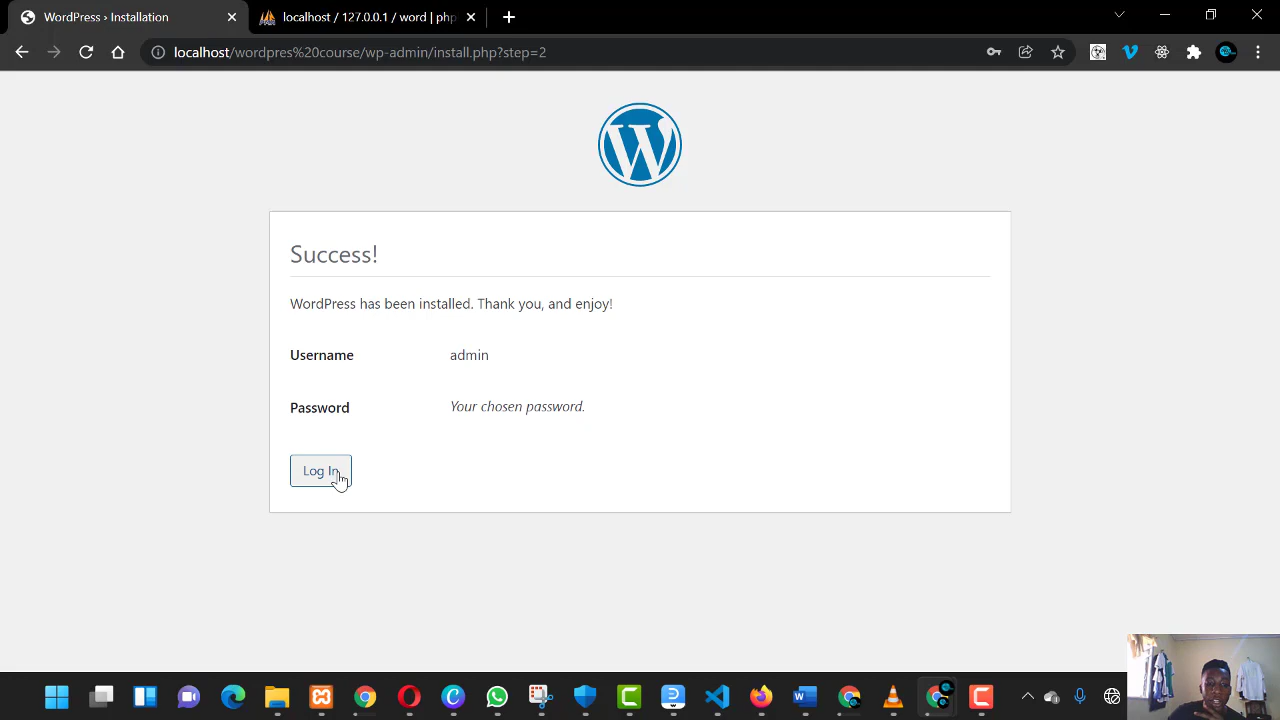 WordPress › Installation
localhost / 127.0.0.1 / word | php
localhost/wordpres%20course/wp-admin/install.php?step=2
Success!
WordPress has been installed. Thank you, and enjoy!
Username admin
Password Your chosen password.
Log In